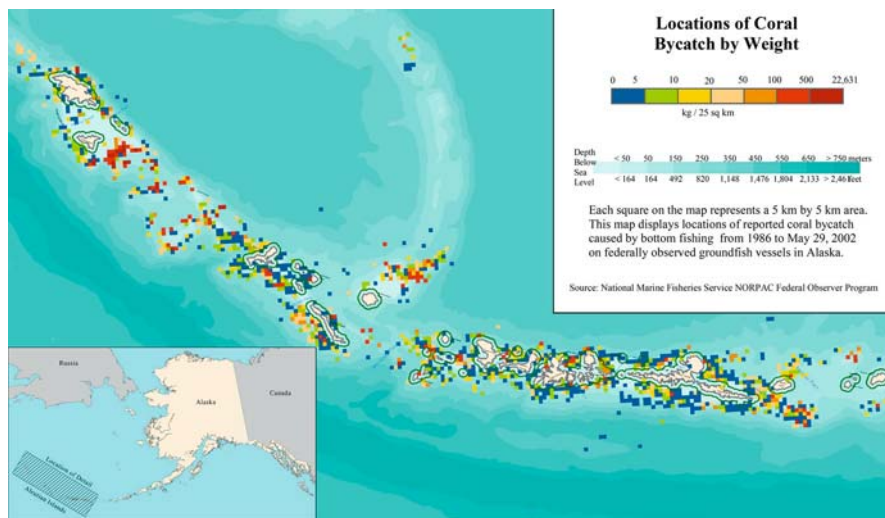 Locations of Coral
Bycatch by Weight
0 5 10 20 50 100 500 22,631
kg / 25 sq km
Depth
Below
Sea
Level
< 50 50 150 250 350 450 550 650 > 750 meters
< 164 164 492 820 1,148 1,476 1,804 2,133 > 2,461 feet
Each square on the map represents a 5 km by 5 km area.
This map displays locations of reported coral bycatch
caused by bottom fishing from 1986 to May 29, 2002
on federally observed groundfish vessels in Alaska.
Source: National Marine Fisheries Service NORPAC Federal Observer Program
Russia
Alaska
Canada
Location of Detail
Aleutian Islands